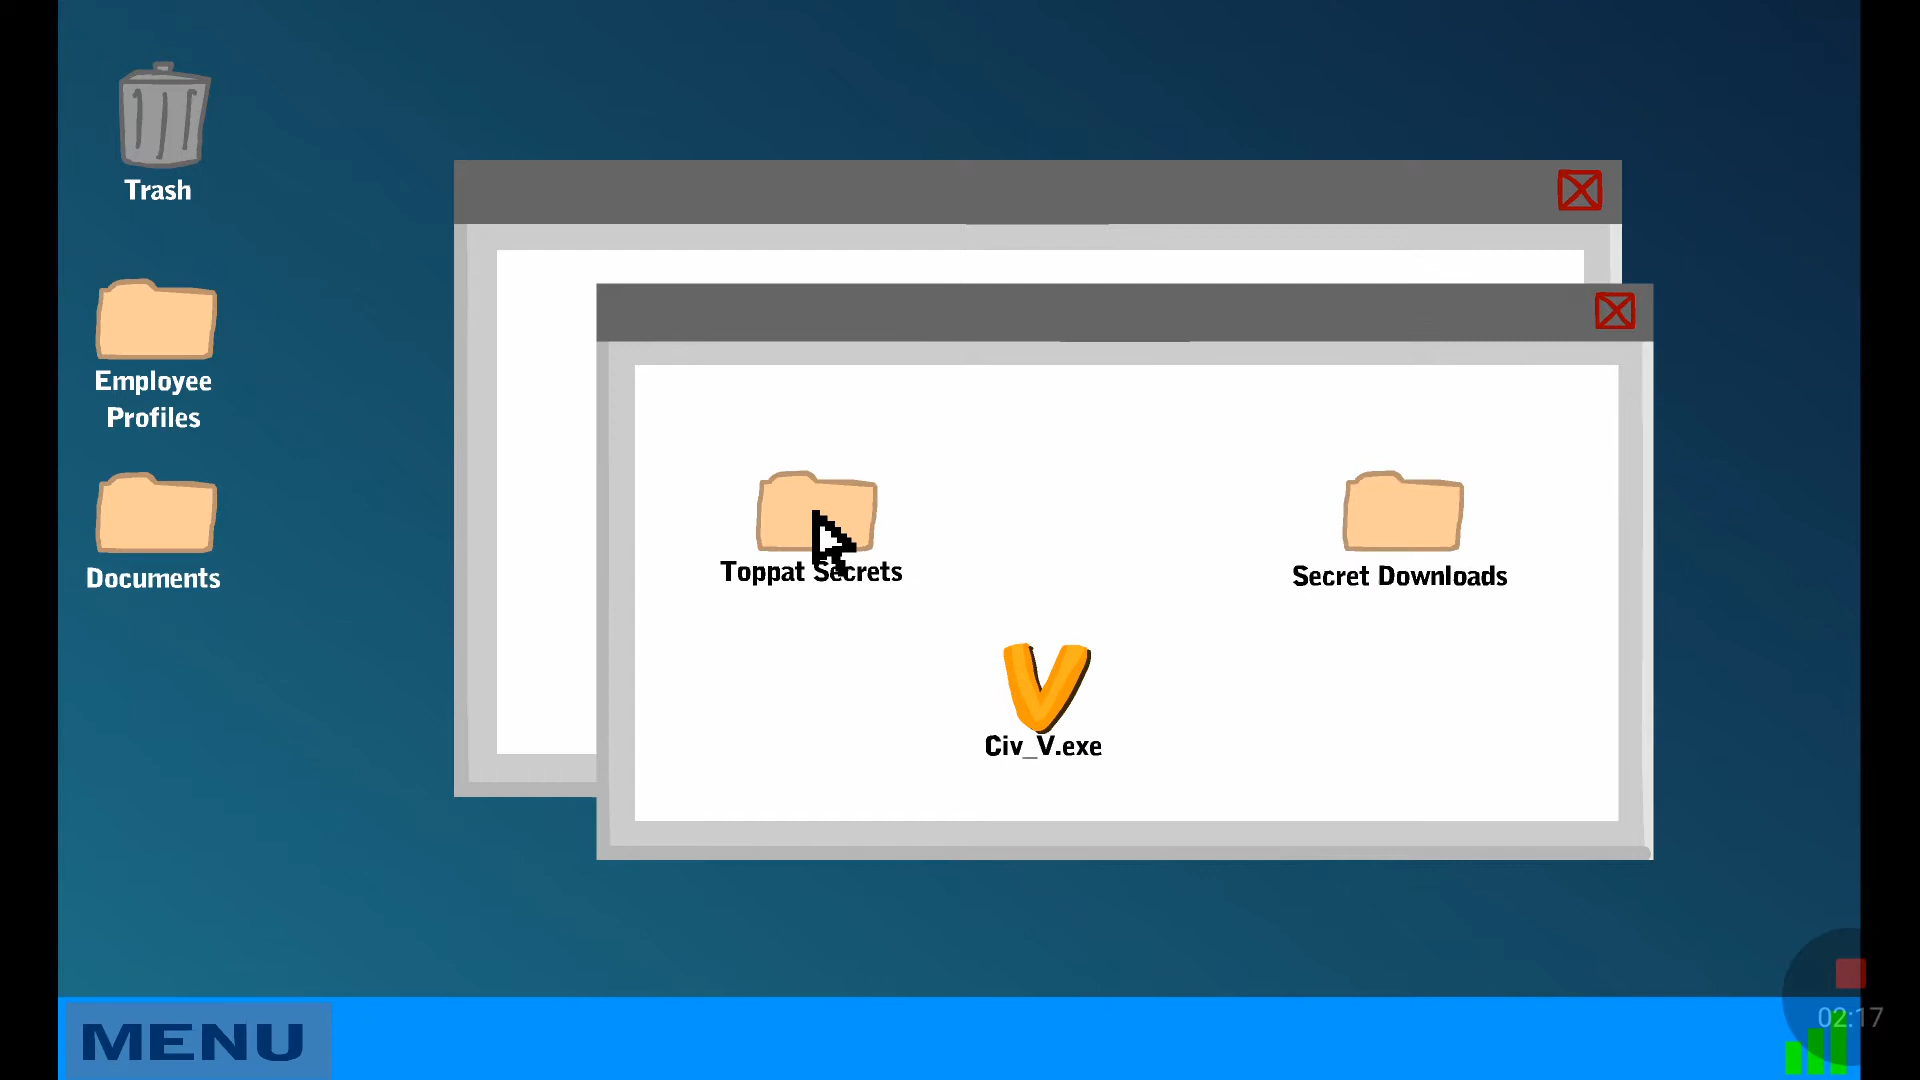 Trash
Employee
Profiles
Documents
Toppat Secrets
Secret Downloads
V
Civ_V.exe
MENU
02:17